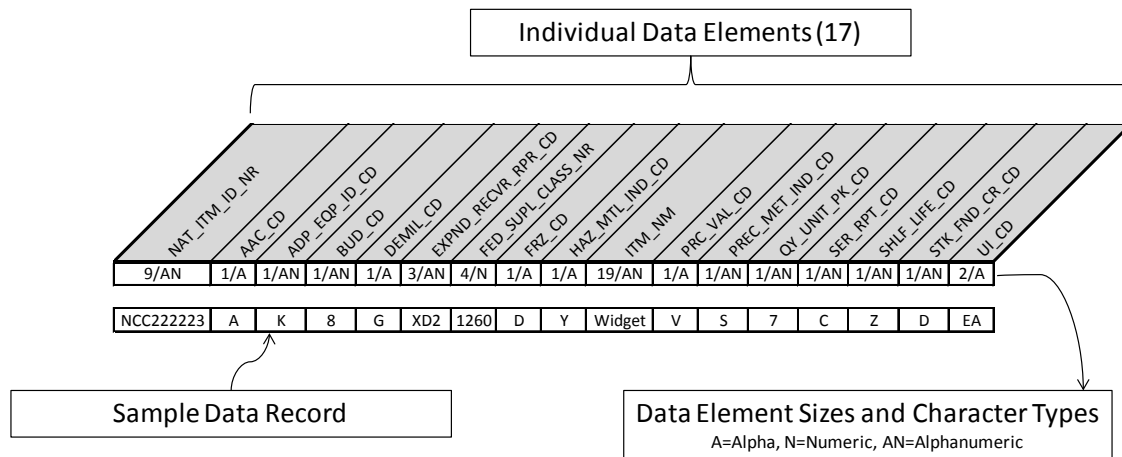 Individual Data Elements (17)
NAT_ITM_ID_NR
AAC_CD
ADP_EQP_ID_CD
BUD_CD
DEMIL_CD
EXPND_RECVR_RPR_CD
FED_SUPL_CLASS_NR
FRZ_CD
HAZ_MTL_IND_CD
ITM_NM
PRC_VAL_CD
PREC_MET_IND_CD
QY_UNIT_PK_CD
SER_RPT_CD
SHLF_LIFE_CD
STK_FND_CR_CD
UI_CD
9/AN 1/A 1/AN 1/AN 1/A 3/AN 4/N 1/A 1/A 19/AN 1/A 1/AN 1/AN 1/AN 1/AN 1/AN 2/A
NCC222223 A K 8 G XD2 1260 D Y Widget V S 7 C Z D EA
Sample Data Record
Data Element Sizes and Character Types
A=Alpha, N=Numeric, AN=Alphanumeric